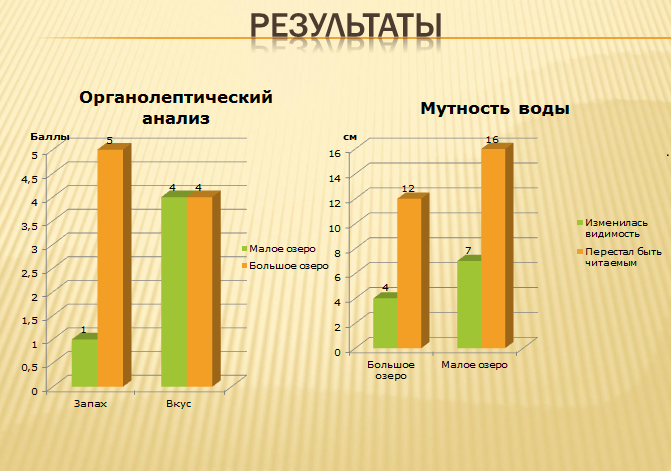 РЕЗУЛЬТАТЫ
Органолептический
анализ
Баллы
5
4,5
4
3,5
3
2,5
2
1,5
1
0,5
0
1
5
4
4
Запах
Вкус
Малое озеро
Большое озеро
Мутность воды
см
16
14
12
10
8
6
4
2
0
4
12
7
16
Большое
озеро
Малое озеро
Изменилась
видимость
Перестал быть
читаемым